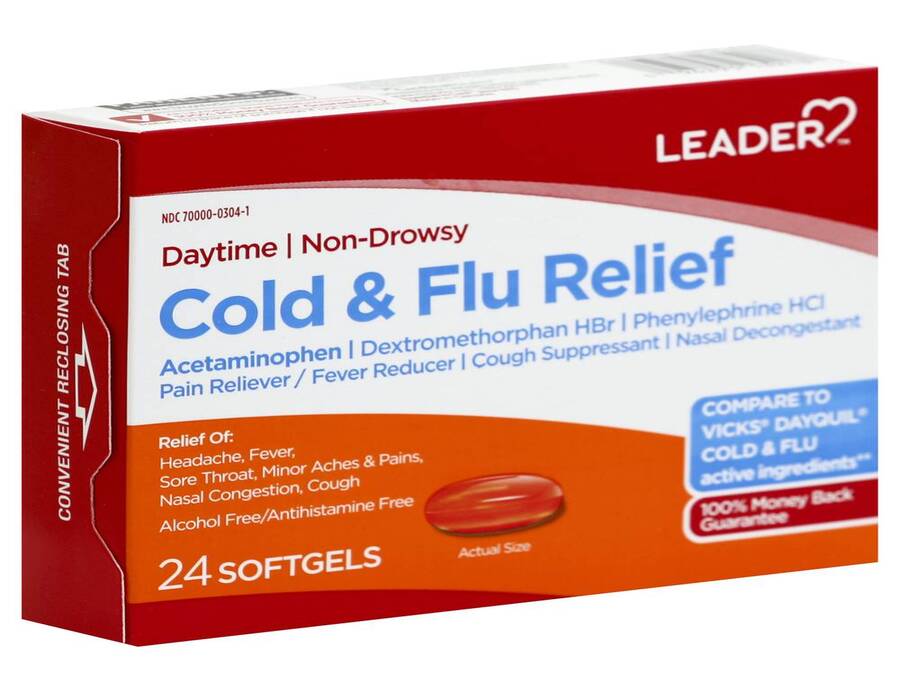 LEADER
NDC 70000-0304-1
Daytime | Non-Drowsy
Cold & Flu Relief
Acetaminophen | Dextromethorphan HBr | Phenylephrine HCl
Pain Reliever / Fever Reducer | Cough Suppressant | Nasal Decongestant
COMPARE TO
VICKS® DAYQUIL®
COLD & FLU
active ingredients**
100% Money Back
Guarantee
Relief Of:
Headache, Fever,
Sore Throat, Minor Aches & Pains,
Nasal Congestion, Cough
Alcohol Free/Antihistamine Free
24 SOFTGELS
Actual Size
CONVENIENT RECLOSING TAB